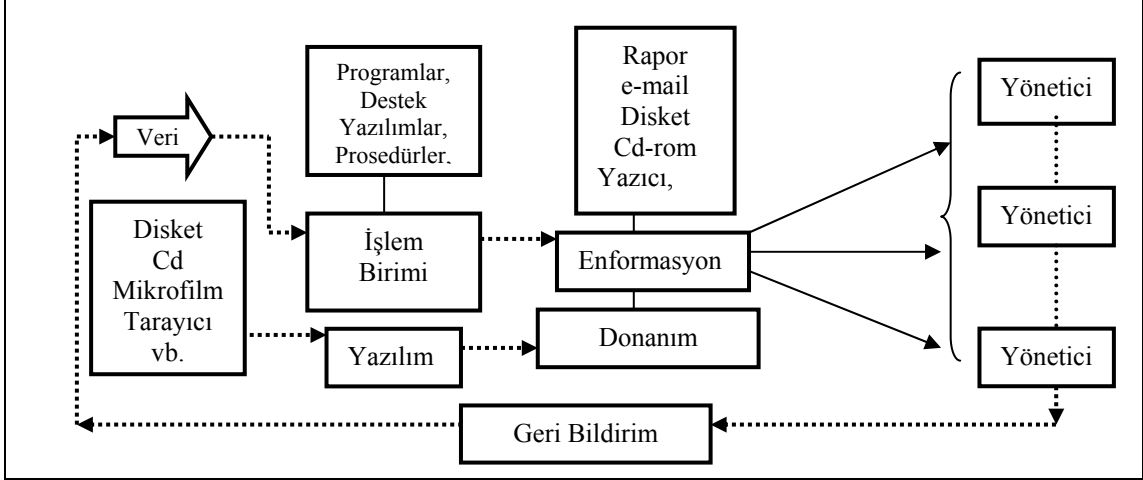 Veri
Disket
Cd
Mikrofilm
Tarayıcı
vb.
Programlar,
Destek
Yazılımlar,
Prosedürler.
İşlem
Birimi
Yazılım
Rapor
e-mail
Disket
Cd-rom
Yazıcı,
Enformasyon
Donanım
Yönetici
Yönetici
Yönetici
Geri Bildirim